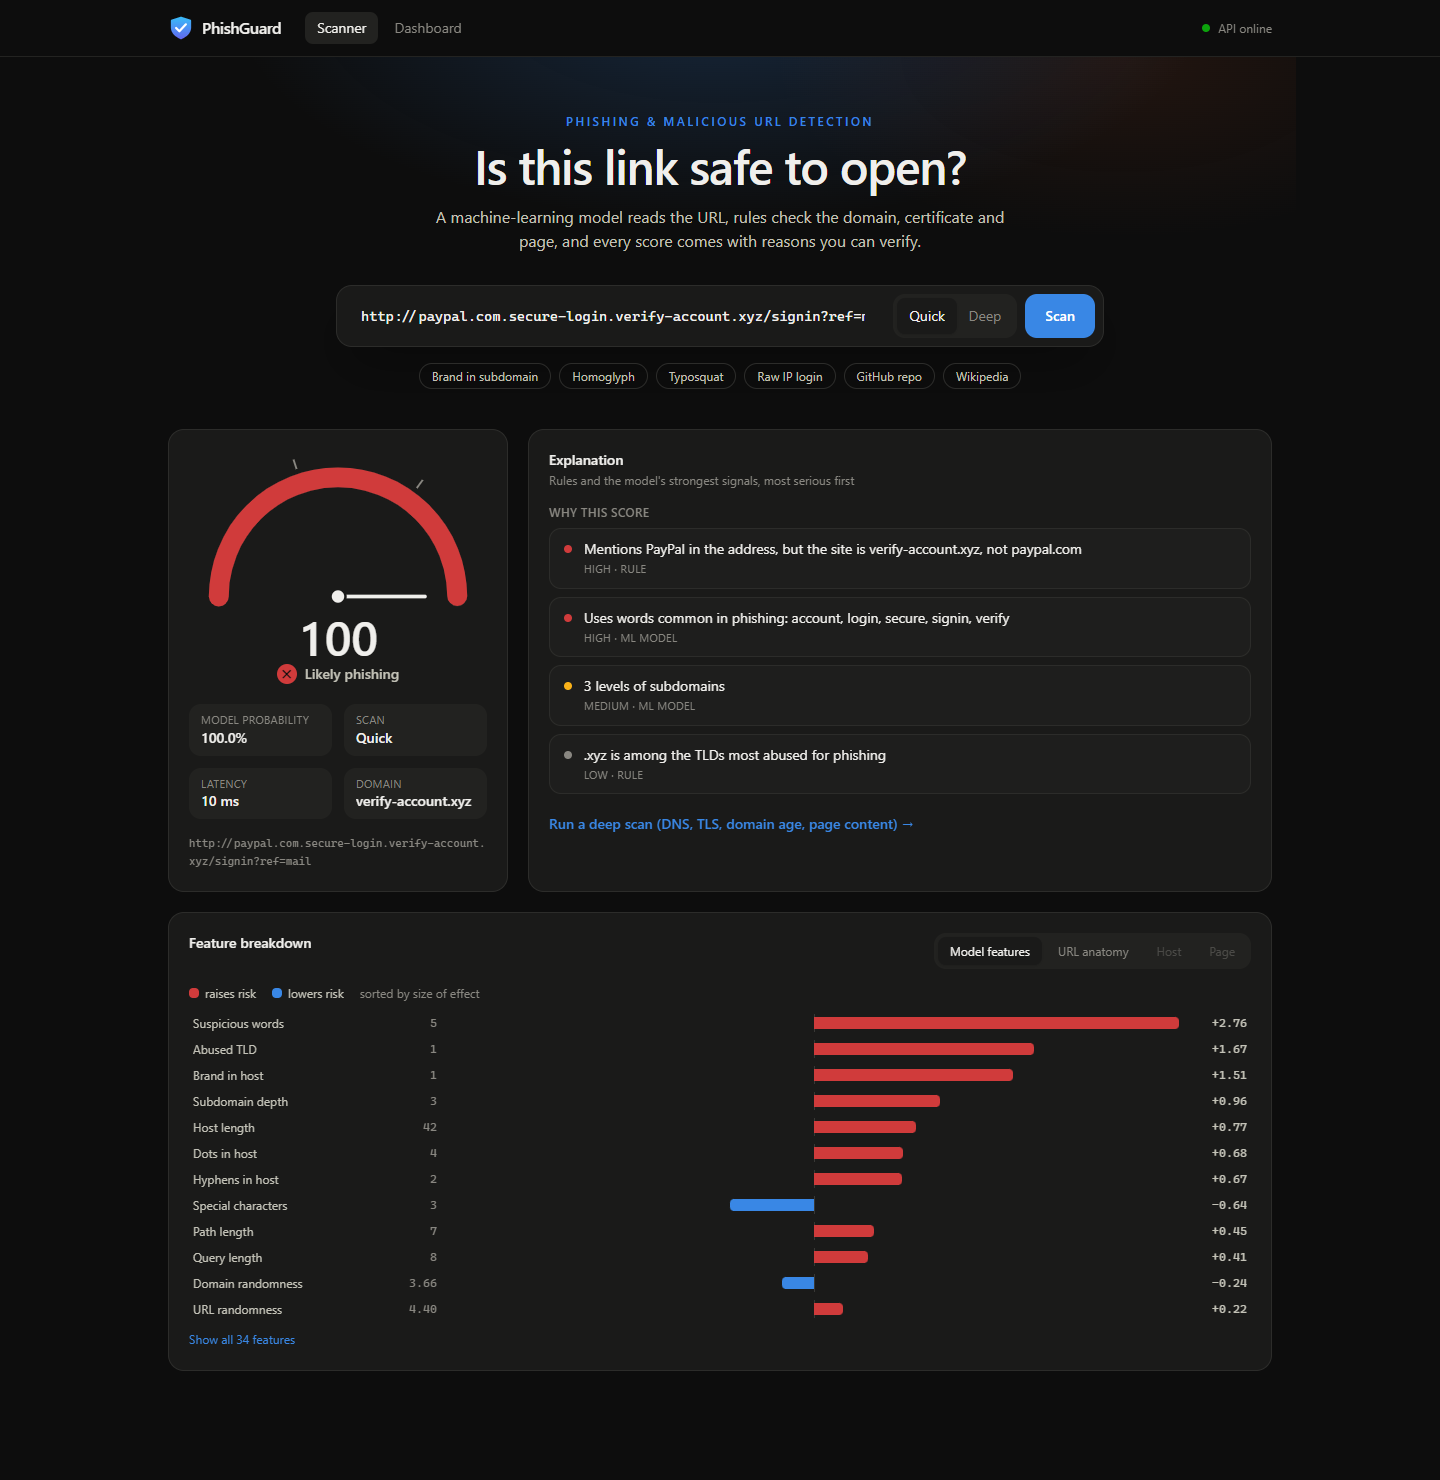 PhishGuard
Scanner
Dashboard
API online
PHISHING & MALICIOUS URL DETECTION
Is this link safe to open?
A machine-learning model reads the URL, rules check the domain, certificate and
page, and every score comes with reasons you can verify.
http://paypal.com.secure-login.verify-account.xyz/signin?ref=
Quick
Deep
Scan
Brand in subdomain
Homoglyph
Typosquat
Raw IP login
GitHub repo
Wikipedia
100
Likely phishing
MODEL PROBABILITY
100.0%
SCAN
Quick
LATENCY
10 ms
DOMAIN
verify-account.xyz
http://paypal.com.secure-login.verify-account.
xyz/signin?ref=mail
Explanation
Rules and the model's strongest signals, most serious first
WHY THIS SCORE
Mentions PayPal in the address, but the site is verify-account.xyz, not paypal.com
HIGH · RULE
Uses words common in phishing: account, login, secure, signin, verify
HIGH · ML MODEL
3 levels of subdomains
MEDIUM · ML MODEL
.xyz is among the TLDs most abused for phishing
LOW · RULE
Run a deep scan (DNS, TLS, domain age, page content) →
Feature breakdown
Model features
URL anatomy
Host
Page
raises risk
lowers risk
sorted by size of effect
Suspicious words 5 +2.76
Abused TLD 1 +1.67
Brand in host 1 +1.51
Subdomain depth 3 +0.96
Host length 42 +0.77
Dots in host 4 +0.68
Hyphens in host 2 +0.67
Special characters 3 −0.64
Path length 7 +0.45
Query length 8 +0.41
Domain randomness 3.66 −0.24
URL randomness 4.40 +0.22
Show all 34 features